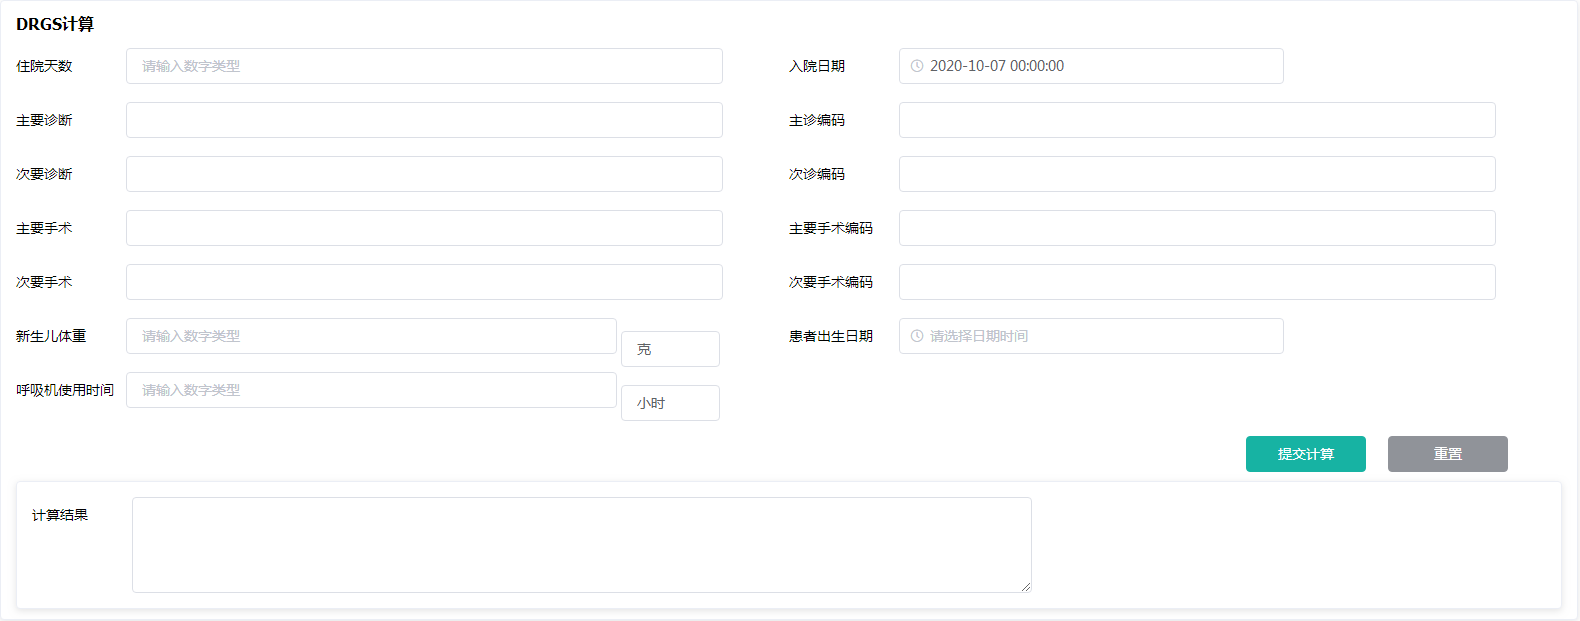 DRGS计算
住院天数 请输入数字类型 入院日期 2020-10-07 00:00:00
主要诊断 主诊编码
次要诊断 次诊编码
主要手术 主要手术编码
次要手术 次要手术编码
新生儿体重 请输入数字类型 克 患者出生日期 请选择日期时间
呼吸机使用时间 请输入数字类型 小时
提交计算 重置
计算结果